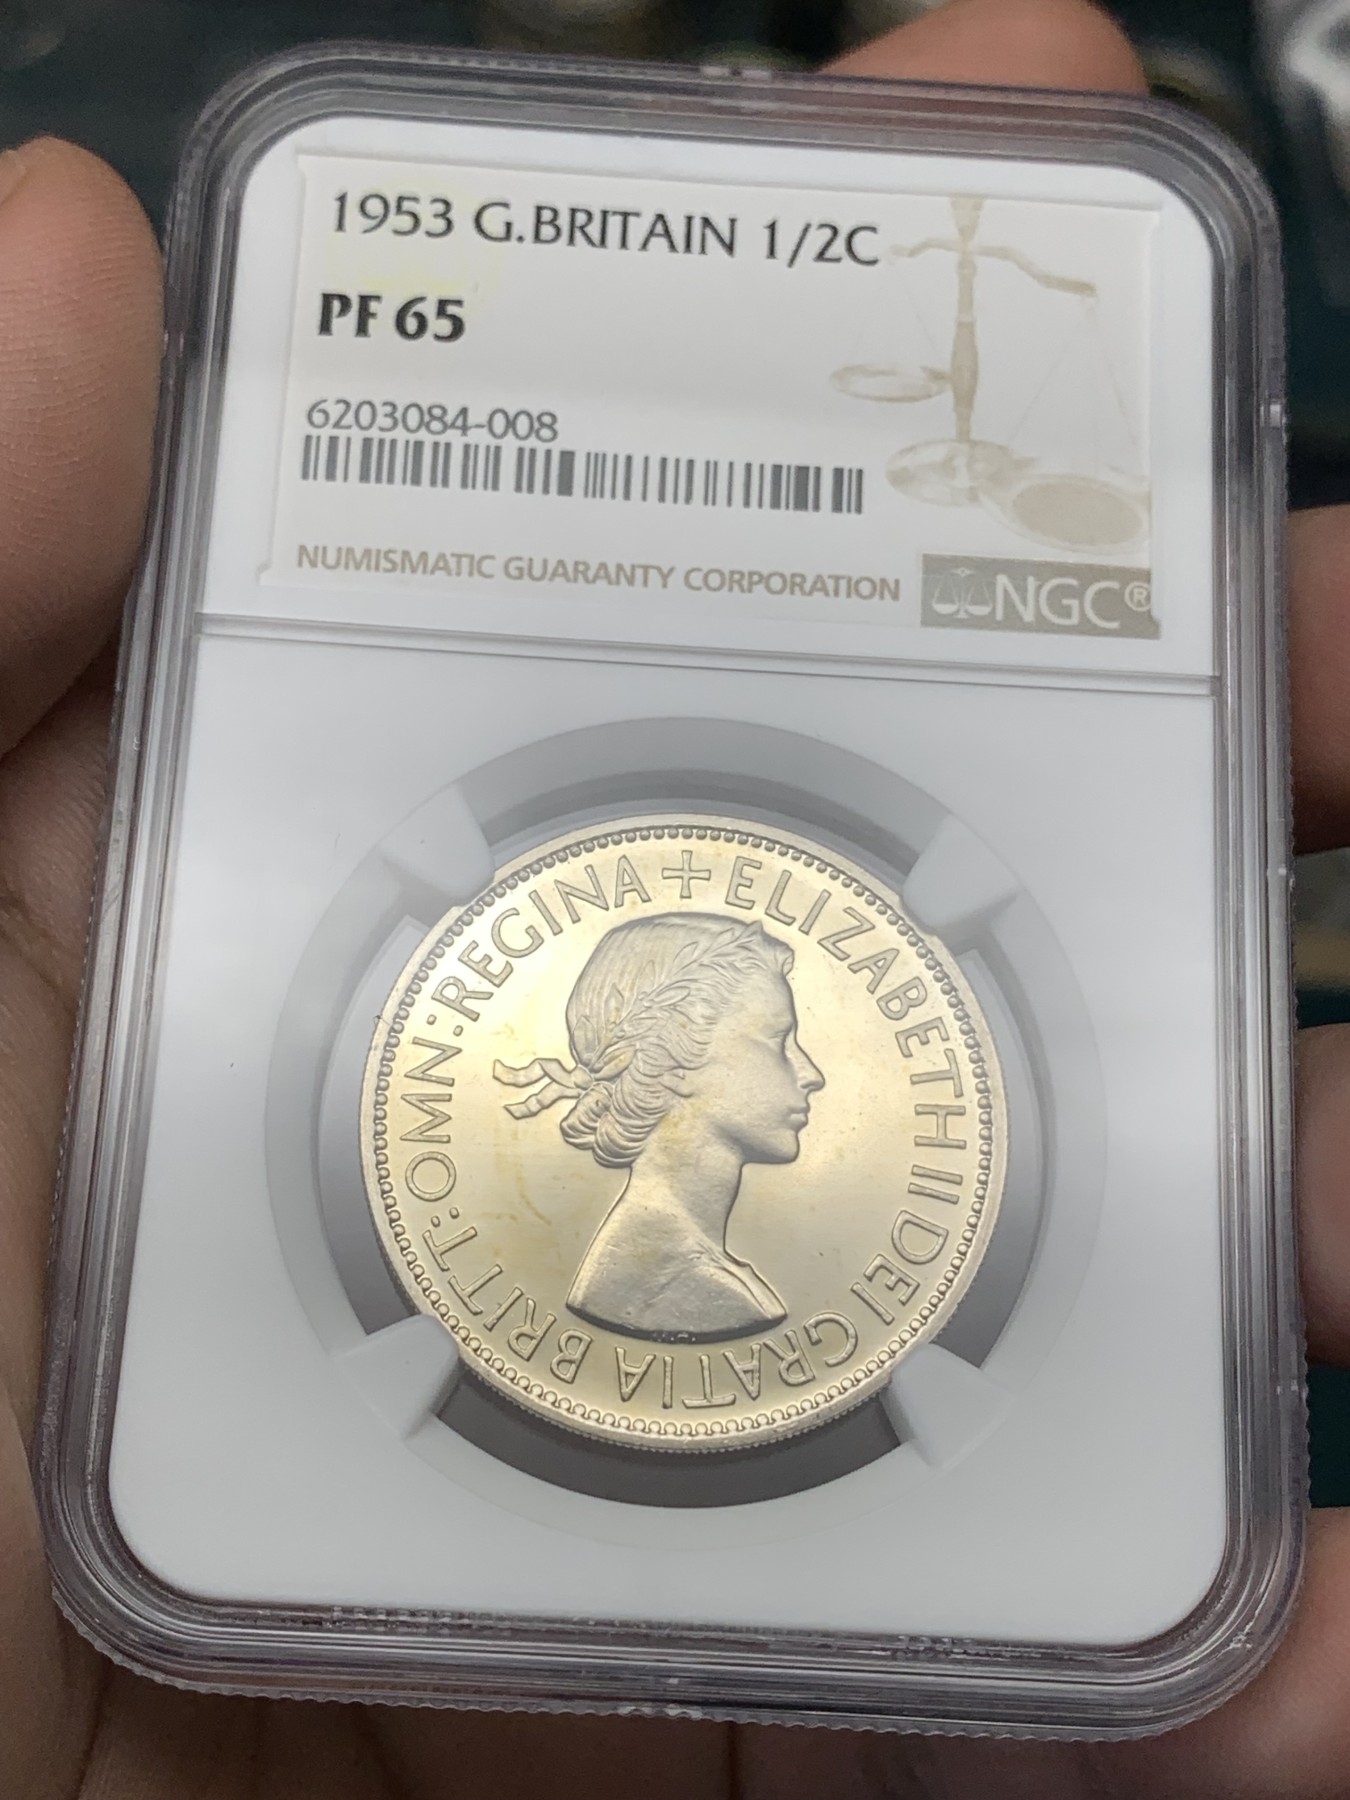 1953 G.BRITAIN 1/2C
PF 65
6203084-008
NUMISMATIC GUARANTY CORPORATION
NGC®
+ ELIZABETH II DEI GRATIA BRITT:OMN:REGINA